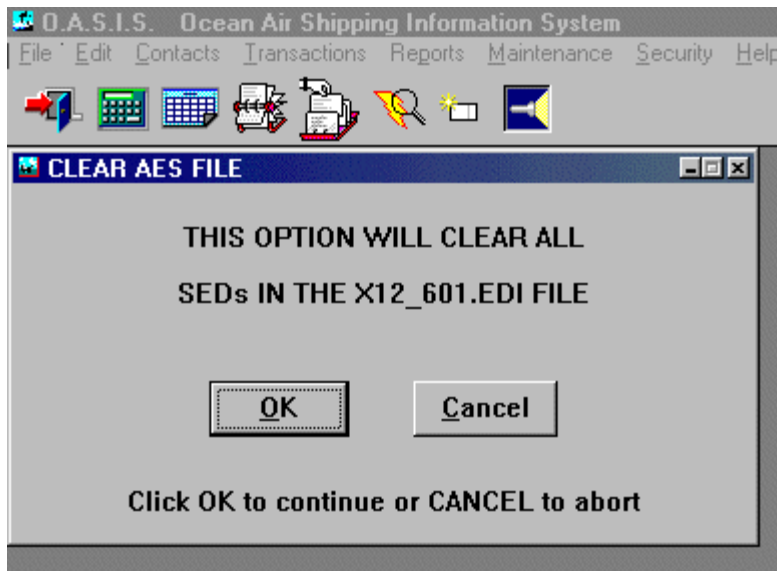 O.A.S.I.S. Ocean Air Shipping Information System
File Edit Contacts Transactions Reports Maintenance Security Help
CLEAR AES FILE
THIS OPTION WILL CLEAR ALL
SEDs IN THE X12_601.EDI FILE
OK Cancel
Click OK to continue or CANCEL to abort